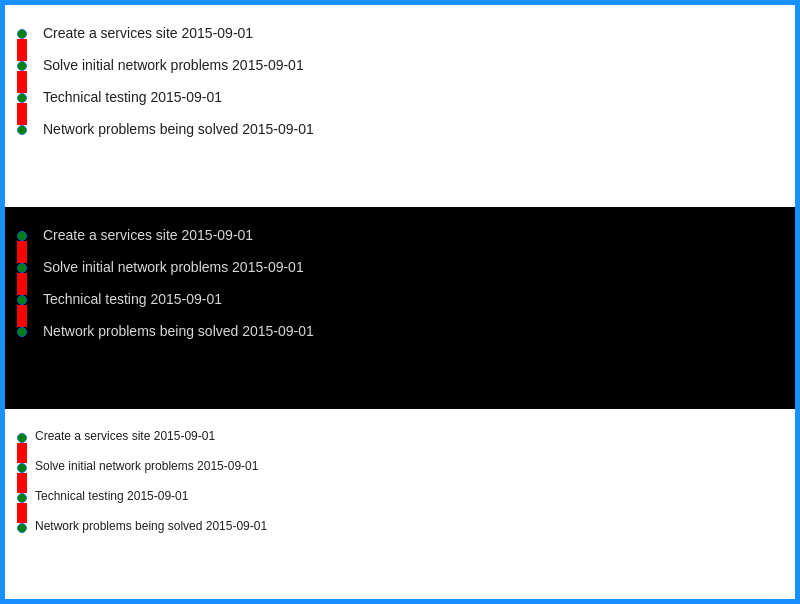 Create a services site 2015-09-01
Solve initial network problems 2015-09-01
Technical testing 2015-09-01
Network problems being solved 2015-09-01
Create a services site 2015-09-01
Solve initial network problems 2015-09-01
Technical testing 2015-09-01
Network problems being solved 2015-09-01
Create a services site 2015-09-01
Solve initial network problems 2015-09-01
Technical testing 2015-09-01
Network problems being solved 2015-09-01